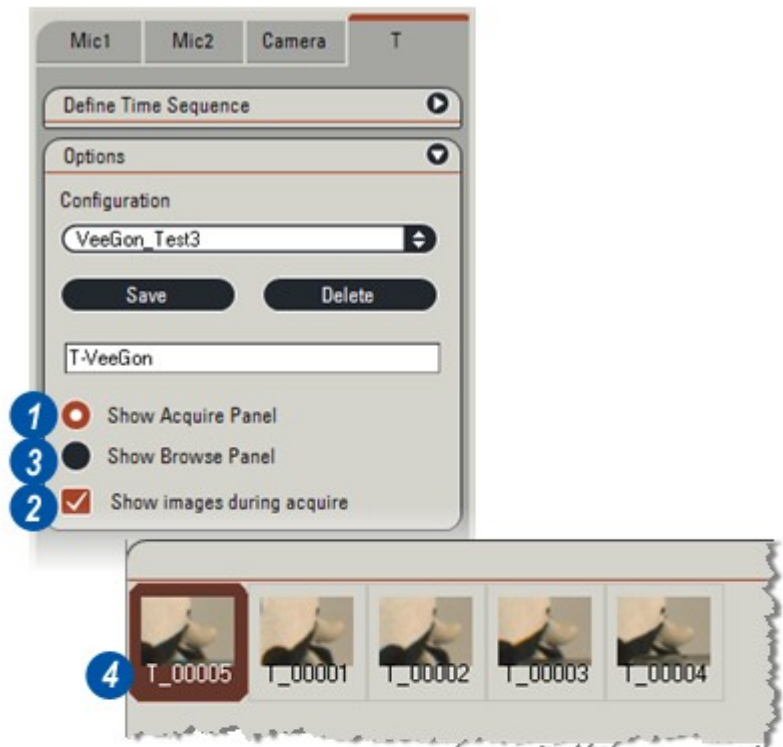 Mic1 Mic2 Camera T
Define Time Sequence
Options
Configuration
VeeGon_Test3
Save Delete
T-VeeGon
1 Show Acquire Panel
3 Show Browse Panel
2 Show images during acquire
4 T_00005 T_00001 T_00002 T_00003 T_00004